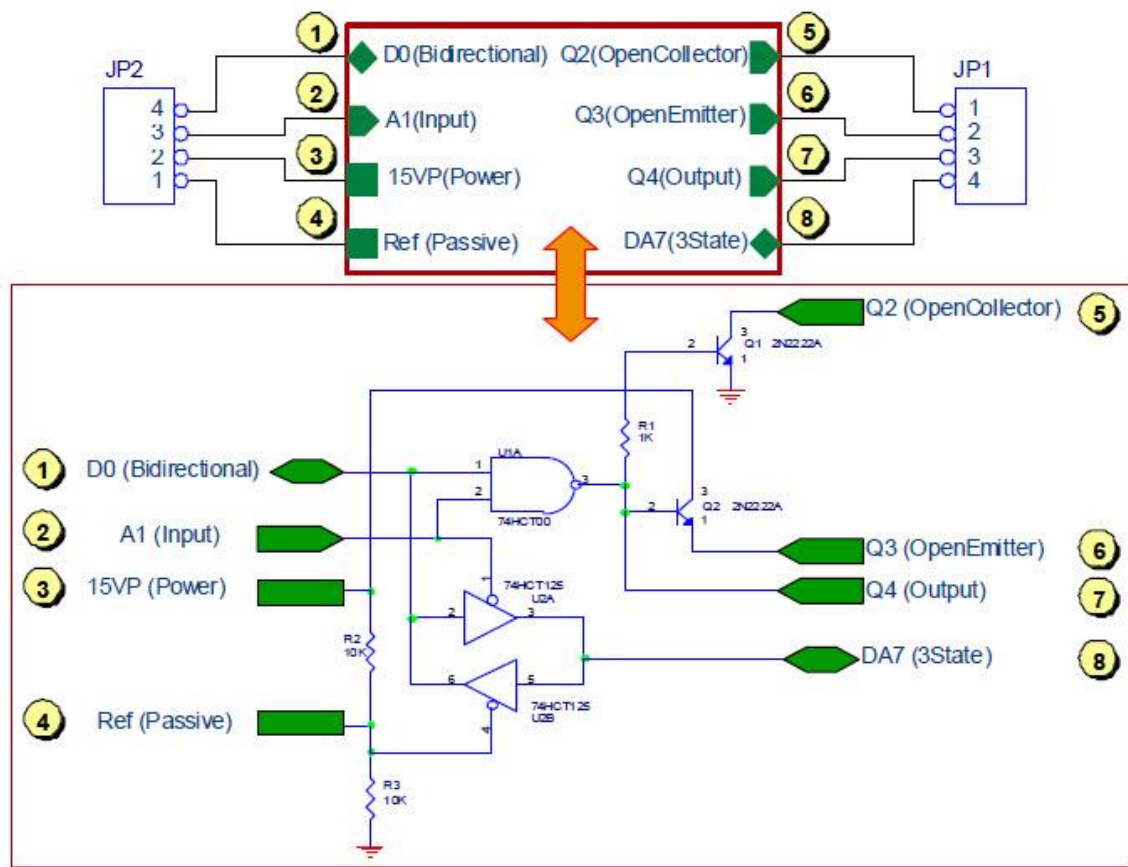 1
D0(Bidirectional)
Q2(OpenCollector)
5
JP2
JP1
2
A1(Input)
Q3(OpenEmitter)
6
4
3
2
1
1
2
3
4
3
15VP(Power)
Q4(Output)
7
4
Ref (Passive)
DA7(3State)
8
Q2 (OpenCollector)
5
3
2
Q1 2N2222A
1
R1
1K
U1A
1
D0 (Bidirectional)
1
2
3
74HCT00
3
2
Q2 2N2222A
1
2
A1 (Input)
Q3 (OpenEmitter)
6
3
15VP (Power)
1
74HCT125
U2A
Q4 (Output)
7
2
3
R2
10K
DA7 (3State)
8
6
5
74HCT125
U2B
4
4
Ref (Passive)
R3
10K